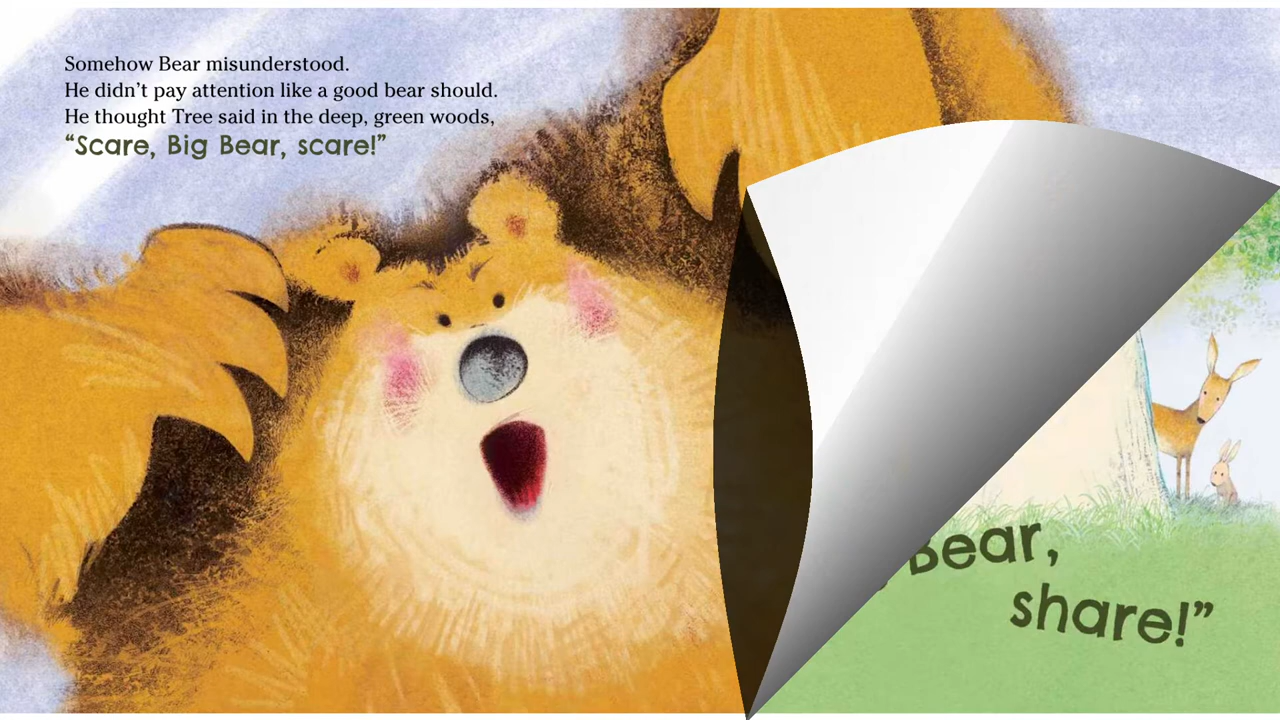 Somehow Bear misunderstood.
He didn’t pay attention like a good bear should.
He thought Tree said in the deep, green woods,
“Scare, Big Bear, scare!”
Bear,
share!”